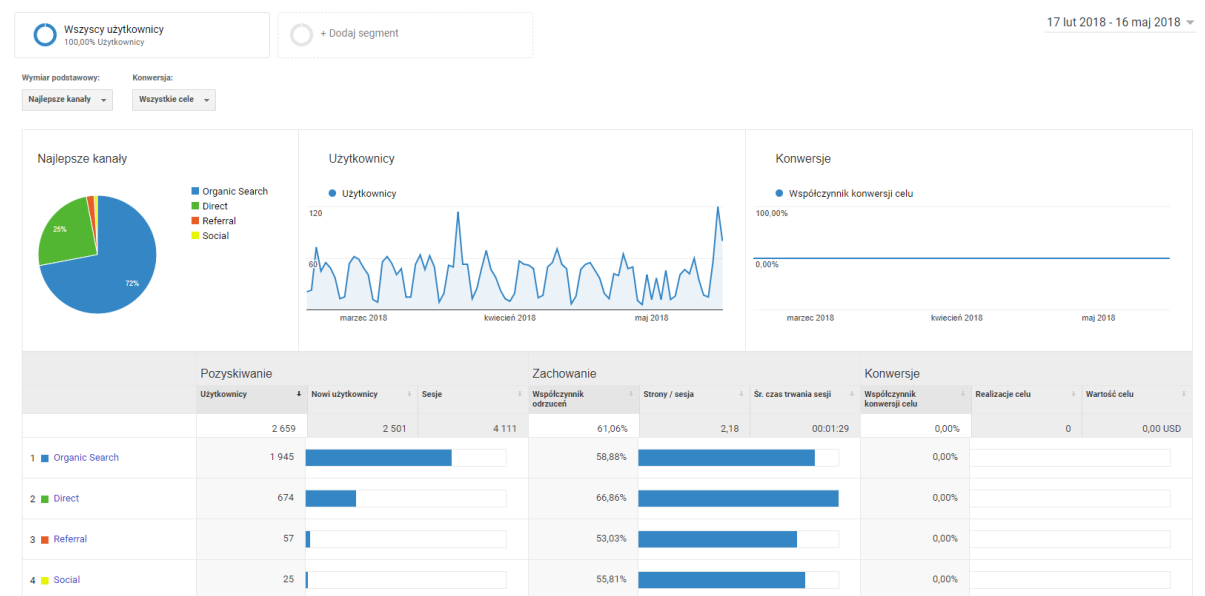 Wszyscy użytkownicy
100,00% Użytkownicy
+ Dodaj segment
17 lut 2018 - 16 maj 2018
Wymiar podstawowy:
Konwersja:
Najlepsze kanały
Wszystkie cele
Najlepsze kanały
Organic Search
Direct
Referral
Social
25%
72%
Użytkownicy
Użytkownicy
120
60
marzec 2018
kwiecień 2018
maj 2018
Konwersje
Współczynnik konwersji celu
100,00%
0,00%
marzec 2018
kwiecień 2018
maj 2018
Pozyskiwanie
Zachowanie
Konwersje
Użytkownicy
Nowi użytkownicy
Sesje
Współczynnik
odrzuceń
Strony / sesja
Śr. czas trwania sesji
Współczynnik
konwersji celu
Realizacje celu
Wartość celu
2 659 2 501 4 111 61,06% 2,18 00:01:29 0,00% 0 0,00 USD
1 Organic Search 1 945 58,88% 0,00%
2 Direct 674 66,86% 0,00%
3 Referral 57 53,03% 0,00%
4 Social 25 55,81% 0,00%